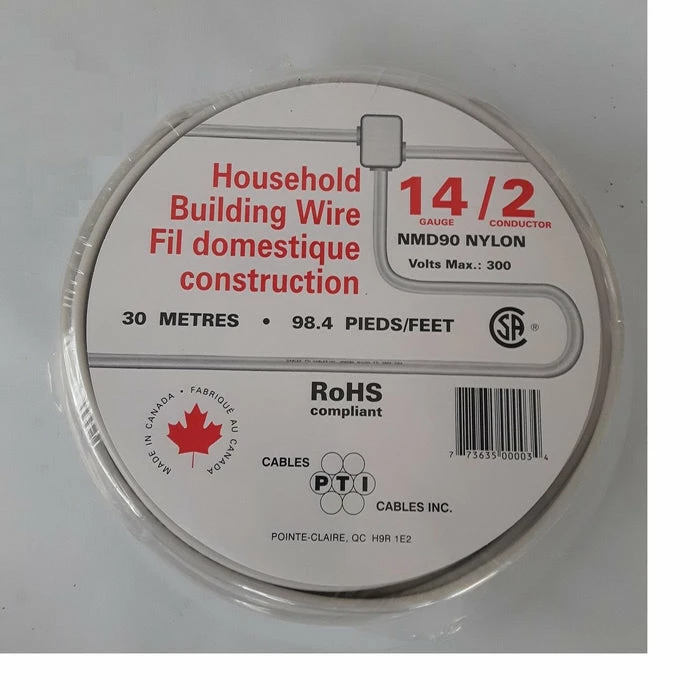 Household
Building Wire
Fil domestique
construction
14/2
GAUGE CONDUCTOR
NMD90 NYLON
Volts Max.: 300
30 METRES • 98.4 PIEDS/FEET
CSA ®
RoHS
compliant
MADE IN CANADA • FABRIQUÉ AU CANADA
7 73635 00003 4
CABLES PTI CABLES INC.
POINTE-CLAIRE, QC H9R 1E2